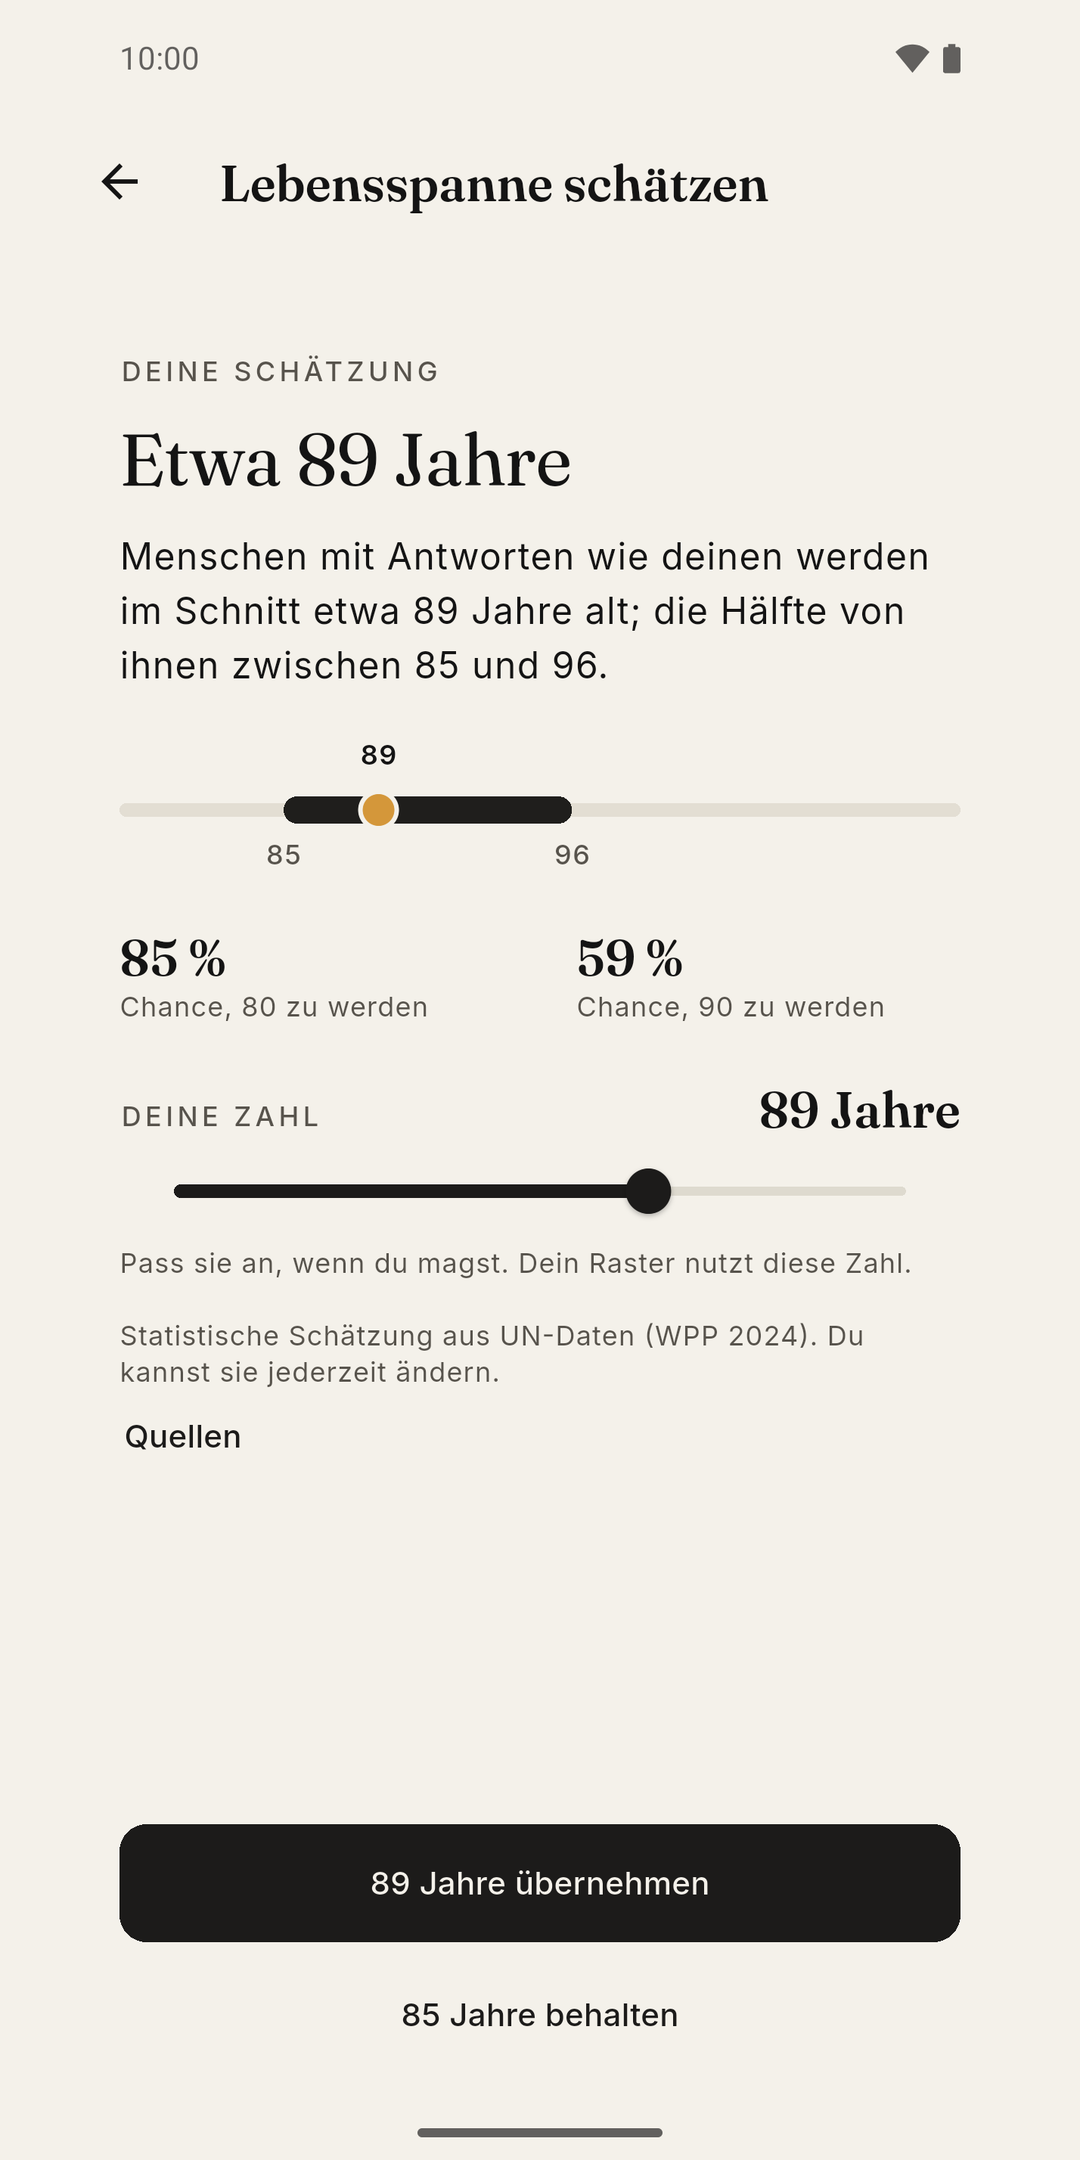 10:00
Lebensspanne schätzen
DEINE SCHÄTZUNG
Etwa 89 Jahre
Menschen mit Antworten wie deinen werden
im Schnitt etwa 89 Jahre alt; die Hälfte von
ihnen zwischen 85 und 96.
89
85 96
85 % 59 %
Chance, 80 zu werden Chance, 90 zu werden
DEINE ZAHL 89 Jahre
Pass sie an, wenn du magst. Dein Raster nutzt diese Zahl.
Statistische Schätzung aus UN-Daten (WPP 2024). Du
kannst sie jederzeit ändern.
Quellen
89 Jahre übernehmen
85 Jahre behalten